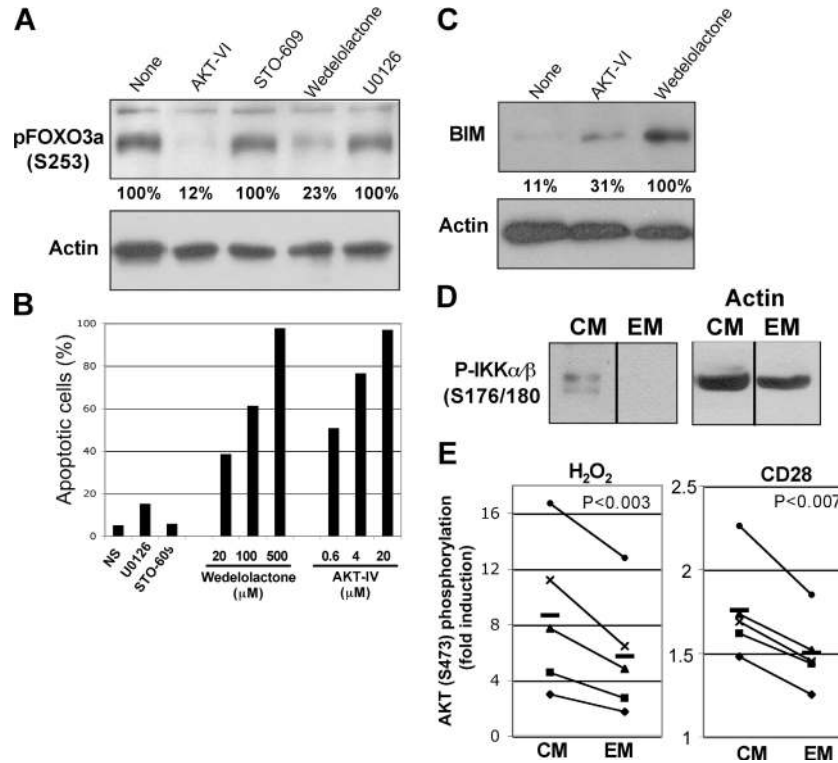 A
None
AKT-VI
STO-609
Wedelolactone
U0126
pFOXO3a
(S253)
100% 12% 100% 23% 100%
Actin
B
Apoptotic cells (%)
100
80
60
40
20
0
NS
U0126
STO-609
20 100 500
Wedelolactone
(μM)
0.6 4 20
AKT-IV
(μM)
C
None
AKT-VI
Wedelolactone
BIM
11% 31% 100%
Actin
D
Actin
CM EM
CM EM
P-IKKα/β
(S176/180
E
AKT (S473) phosphorylation
(fold induction)
H₂O₂
P<0.003
16
12
8
4
0
CM EM
CD28
P<0.007
2.5
2
1.5
1
CM EM